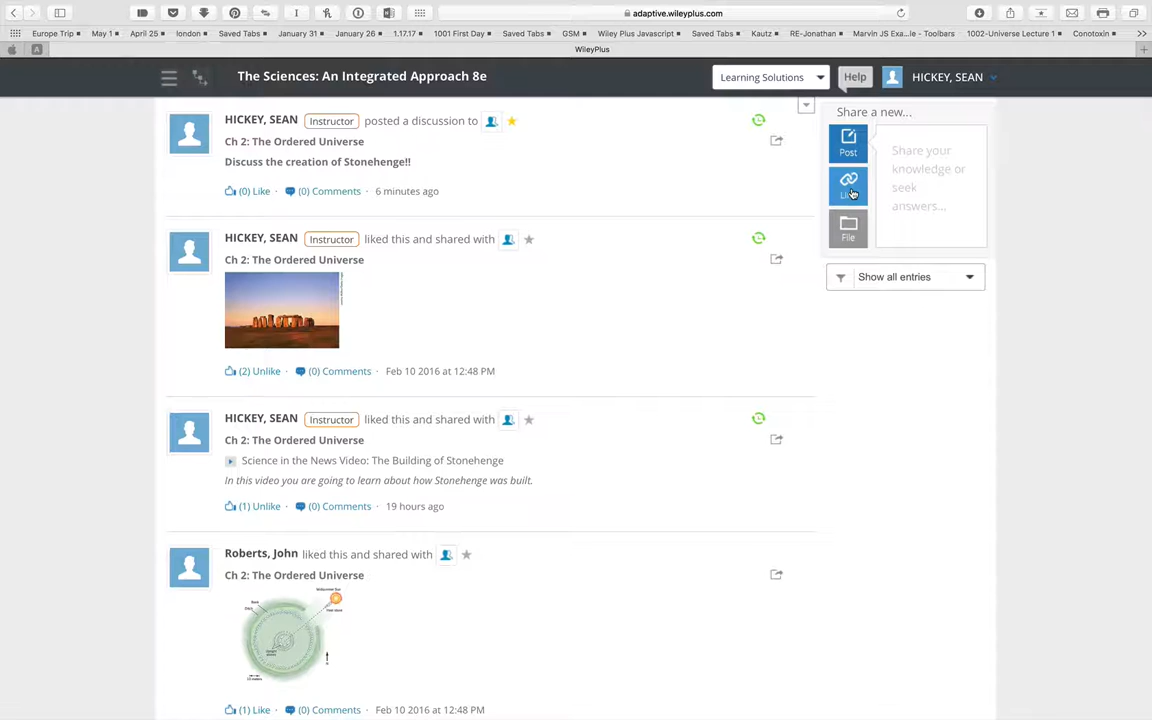 adaptive.wileyplus.com
Europe Trip
May 1
April 25
london
Saved Tabs
January 31
January 26
1.17.17
1001 First Day
Saved Tabs
GSM
Wiley Plus Javascript
Saved Tabs
Kautz
RE-Jonathan
Marvin JS Exa...le - Toolbars
1002-Universe Lecture 1
Conotoxin
WileyPlus
The Sciences: An Integrated Approach 8e
Learning Solutions
Help
HICKEY, SEAN
HICKEY, SEAN Instructor posted a discussion to
Ch 2: The Ordered Universe
Discuss the creation of Stonehenge!!
(0) Like · (0) Comments · 6 minutes ago
HICKEY, SEAN Instructor liked this and shared with
Ch 2: The Ordered Universe
(2) Unlike · (0) Comments · Feb 10 2016 at 12:48 PM
HICKEY, SEAN Instructor liked this and shared with
Ch 2: The Ordered Universe
Science in the News Video: The Building of Stonehenge
In this video you are going to learn about how Stonehenge was built.
(1) Unlike · (0) Comments · 19 hours ago
Roberts, John liked this and shared with
Ch 2: The Ordered Universe
(1) Like · (0) Comments · Feb 10 2016 at 12:48 PM
Share a new...
Post
File
Share your
knowledge or
seek
answers...
Show all entries